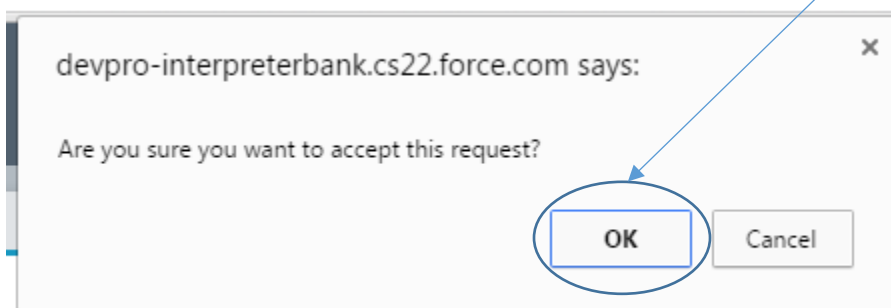 devpro-interpreterbank.cs22.force.com says:
Are you sure you want to accept this request?
OK Cancel